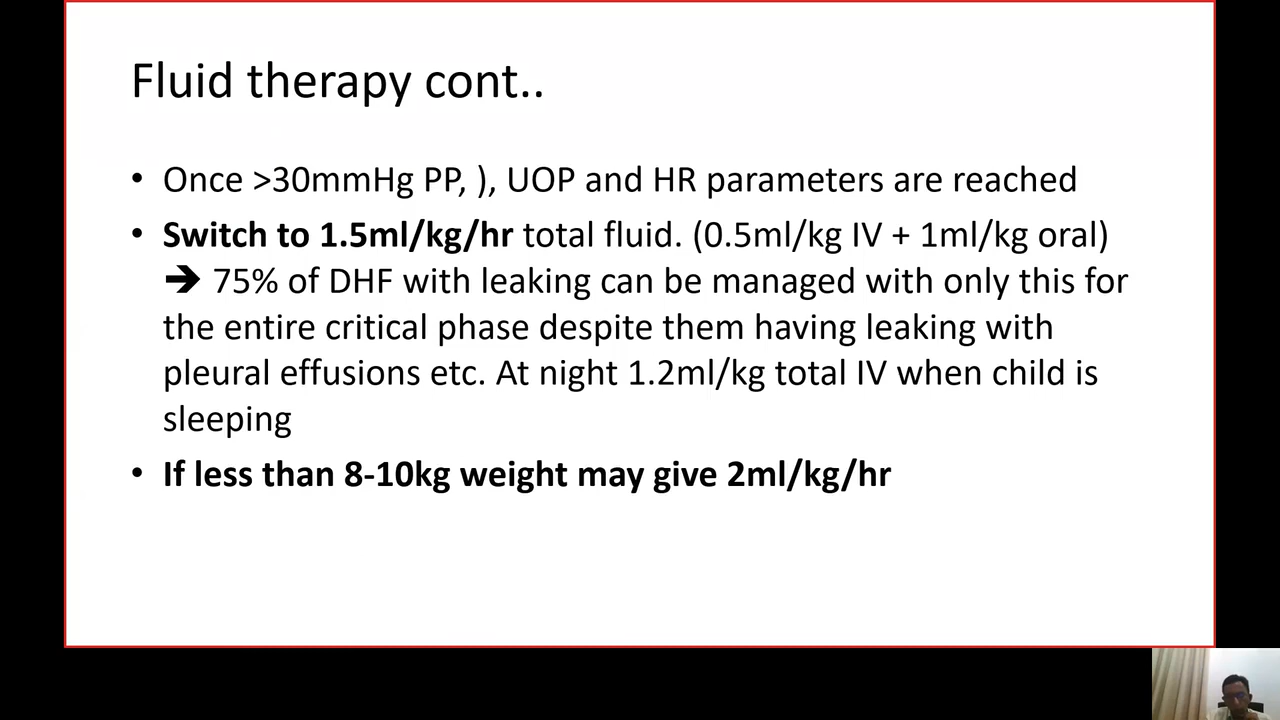 Fluid therapy cont..
• Once >30mmHg PP, ), UOP and HR parameters are reached
• Switch to 1.5ml/kg/hr total fluid. (0.5ml/kg IV + 1ml/kg oral)
➔ 75% of DHF with leaking can be managed with only this for
the entire critical phase despite them having leaking with
pleural effusions etc. At night 1.2ml/kg total IV when child is
sleeping
• If less than 8-10kg weight may give 2ml/kg/hr